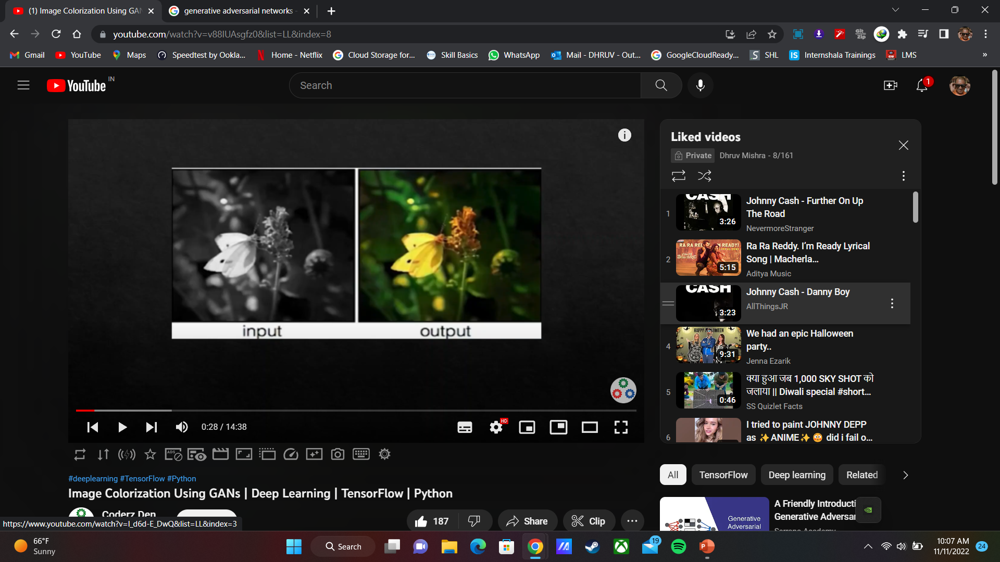 (1) Image Colorization Using GAN
generative adversarial networks -
youtube.com/watch?v=v88IUAsgfz0&list=LL&index=8
Gmail YouTube Maps Speedtest by Ookla... Home - Netflix Cloud Storage for... Skill Basics WhatsApp Mail - DHRUV - Out... GoogleCloudReady... SHL Internshala Trainings LMS »
YouTube IN
Search
1
input output
HD
0:28 / 14:38
ADS
#deeplearning #TensorFlow #Python
Image Colorization Using GANs | Deep Learning | TensorFlow | Python
Coderz Den
187 Share Clip
https://www.youtube.com/watch?v=I_d6d-E_DwQ&list=LL&index=3
Liked videos
Private Dhruv Mishra - 8/161
1
CASH
3:26
Johnny Cash - Further On Up
The Road
NevermoreStranger
2
5:15
Ra Ra Reddy. I'm Ready Lyrical
Song | Macherla...
Aditya Music
CASH
3:23
Johnny Cash - Danny Boy
AllThingsJR
4
HAPPY HALLOWEEN
9:31
We had an epic Halloween
party..
Jenna Ezarik
5
0:46
क्या हुआ जब 1,000 SKY SHOT को
जलाया || Diwali special #short...
SS Quizlet Facts
6
I tried to paint JOHNNY DEPP
as ✨ANIME✨ 😳 did i fail o...
All TensorFlow Deep learning Related
Generative
Adversarial
A Friendly Introducti
Generative Adversar
Serrano Academy
66°F
Sunny
Search
19
10:07 AM
11/11/2022
24